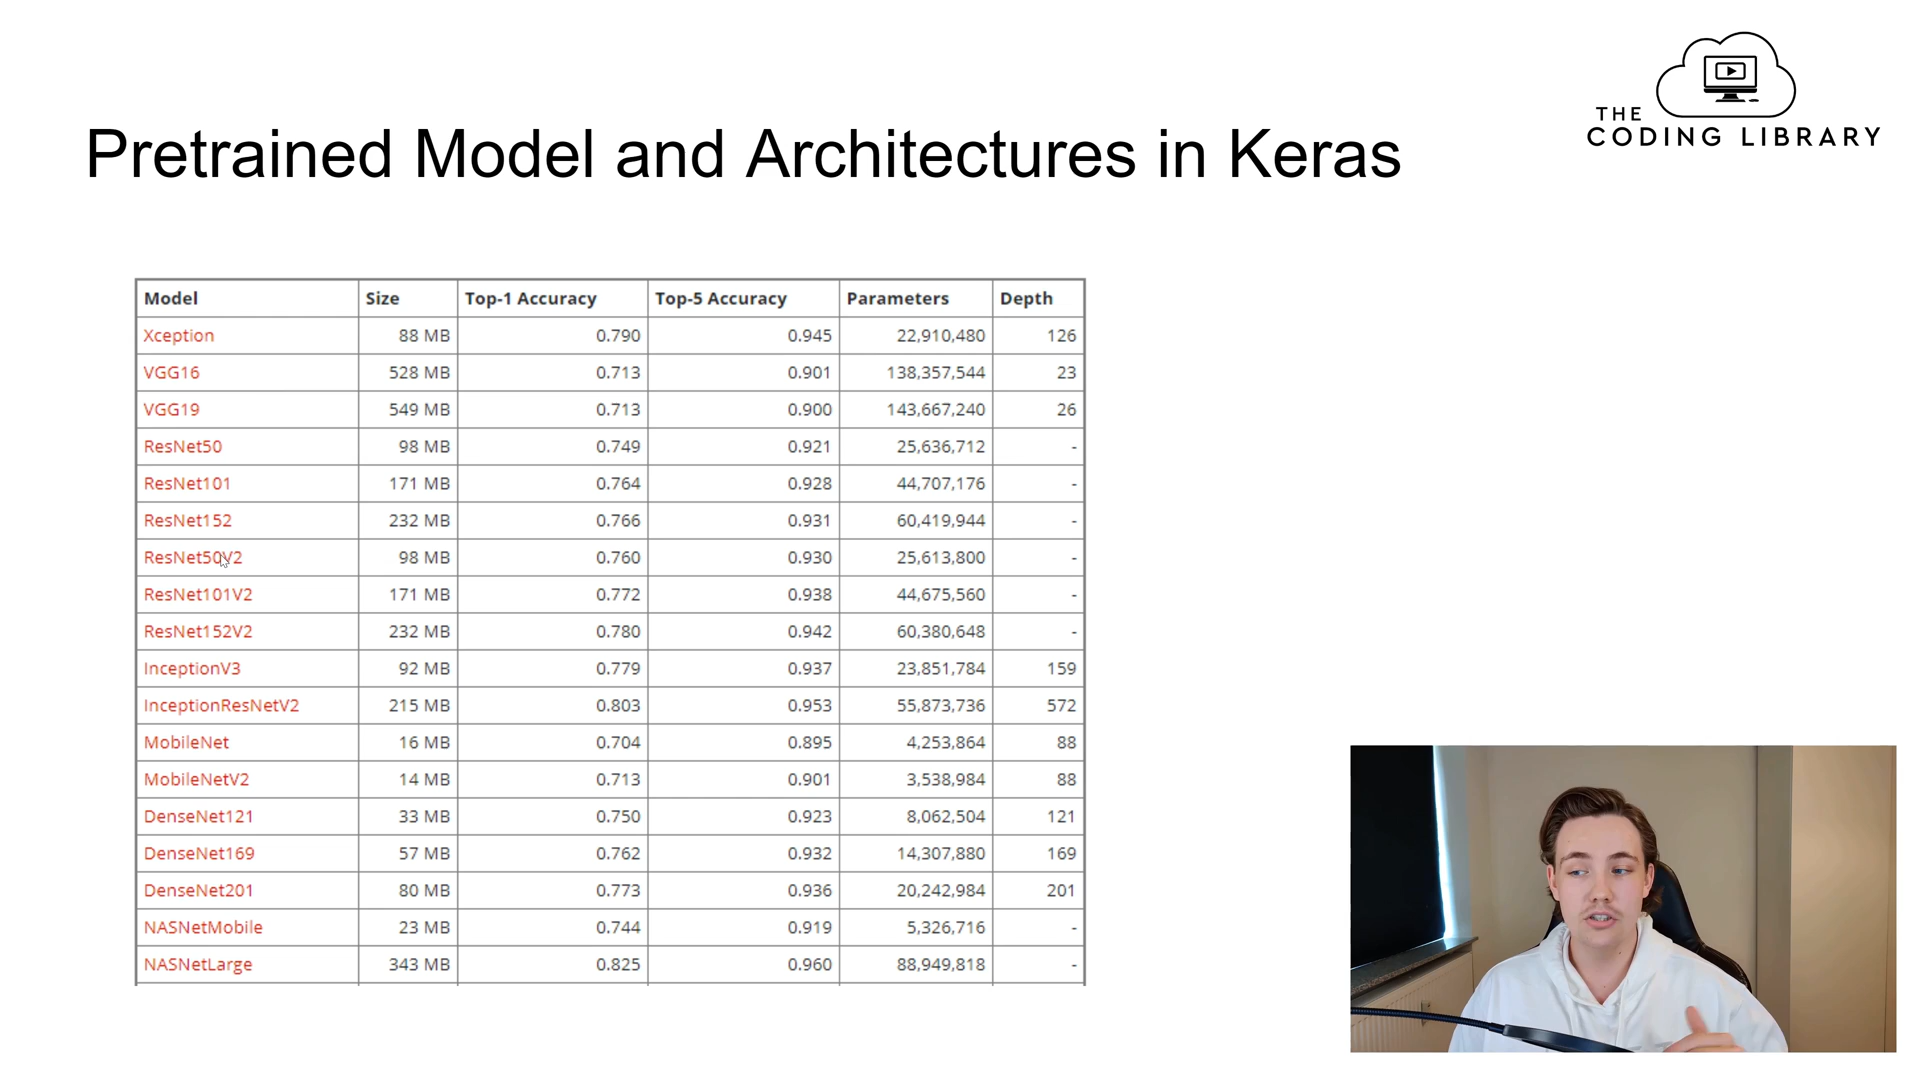 THE
CODING LIBRARY
Pretrained Model and Architectures in Keras
Model Size Top-1 Accuracy Top-5 Accuracy Parameters Depth
Xception 88 MB 0.790 0.945 22,910,480 126
VGG16 528 MB 0.713 0.901 138,357,544 23
VGG19 549 MB 0.713 0.900 143,667,240 26
ResNet50 98 MB 0.749 0.921 25,636,712 -
ResNet101 171 MB 0.764 0.928 44,707,176 -
ResNet152 232 MB 0.766 0.931 60,419,944 -
ResNet50V2 98 MB 0.760 0.930 25,613,800 -
ResNet101V2 171 MB 0.772 0.938 44,675,560 -
ResNet152V2 232 MB 0.780 0.942 60,380,648 -
InceptionV3 92 MB 0.779 0.937 23,851,784 159
InceptionResNetV2 215 MB 0.803 0.953 55,873,736 572
MobileNet 16 MB 0.704 0.895 4,253,864 88
MobileNetV2 14 MB 0.713 0.901 3,538,984 88
DenseNet121 33 MB 0.750 0.923 8,062,504 121
DenseNet169 57 MB 0.762 0.932 14,307,880 169
DenseNet201 80 MB 0.773 0.936 20,242,984 201
NASNetMobile 23 MB 0.744 0.919 5,326,716 -
NASNetLarge 343 MB 0.825 0.960 88,949,818 -